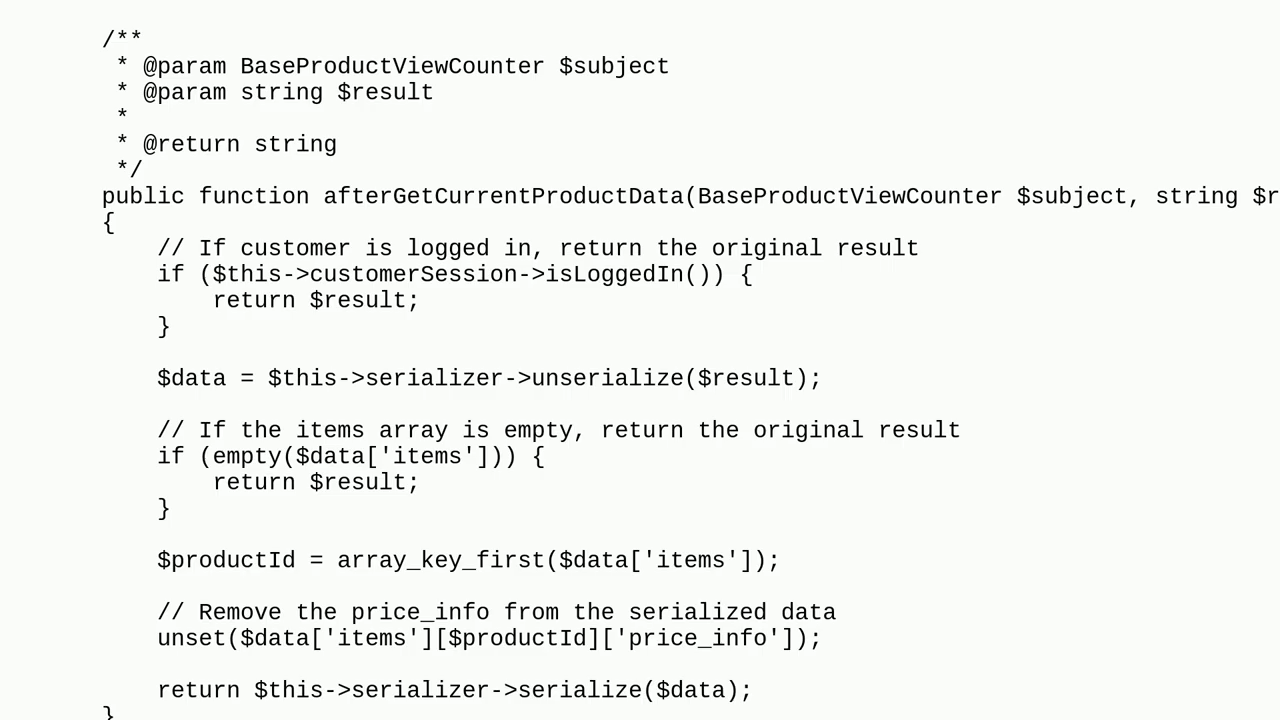 /**
 * @param BaseProductViewCounter $subject
 * @param string $result
 *
 * @return string
 */
public function afterGetCurrentProductData(BaseProductViewCounter $subject, string $r
{
    // If customer is logged in, return the original result
    if ($this->customerSession->isLoggedIn()) {
        return $result;
    }

    $data = $this->serializer->unserialize($result);

    // If the items array is empty, return the original result
    if (empty($data['items'])) {
        return $result;
    }

    $productId = array_key_first($data['items']);

    // Remove the price_info from the serialized data
    unset($data['items'][$productId]['price_info']);

    return $this->serializer->serialize($data);
}